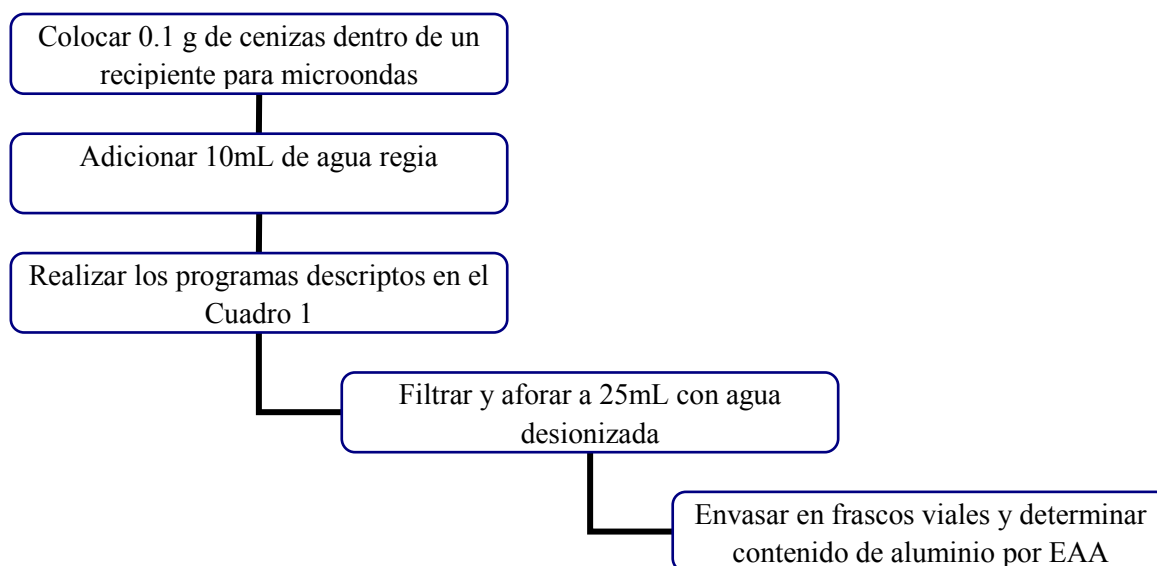 Colocar 0.1 g de cenizas dentro de un
recipiente para microondas
Adicionar 10mL de agua regia
Realizar los programas descriptos en el
Cuadro 1
Filtrar y aforar a 25mL con agua
desionizada
Envasar en frascos viales y determinar
contenido de aluminio por EAA